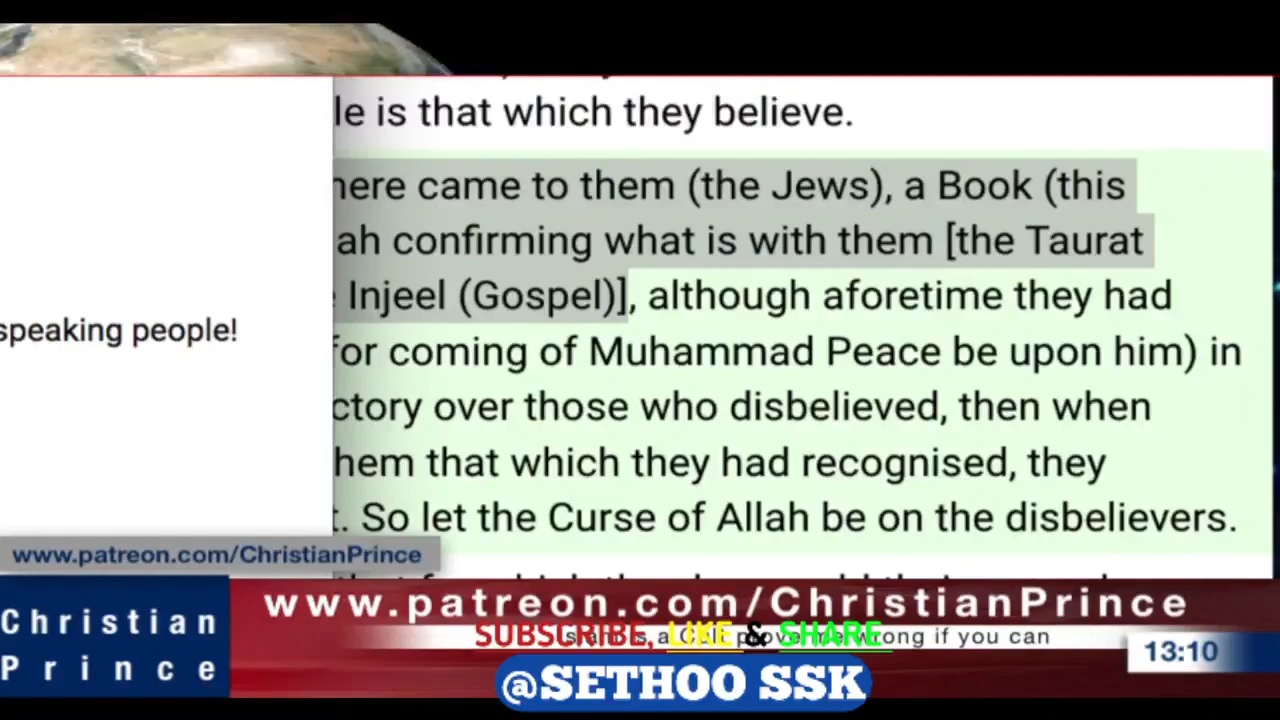 le is that which they believe.
here came to them (the Jews), a Book (this
ah confirming what is with them [the Taurat
Injeel (Gospel)], although aforetime they had
speaking people!
for coming of Muhammad Peace be upon him) in
ctory over those who disbelieved, then when
hem that which they had recognised, they
. So let the Curse of Allah be on the disbelievers.
www.patreon.com/ChristianPrince
Christian
Prince
www.patreon.com/ChristianPrince
SUBSCRIBE, LIKE & SHARE
is a wrong if you can
13:10
@SETHOO SSK